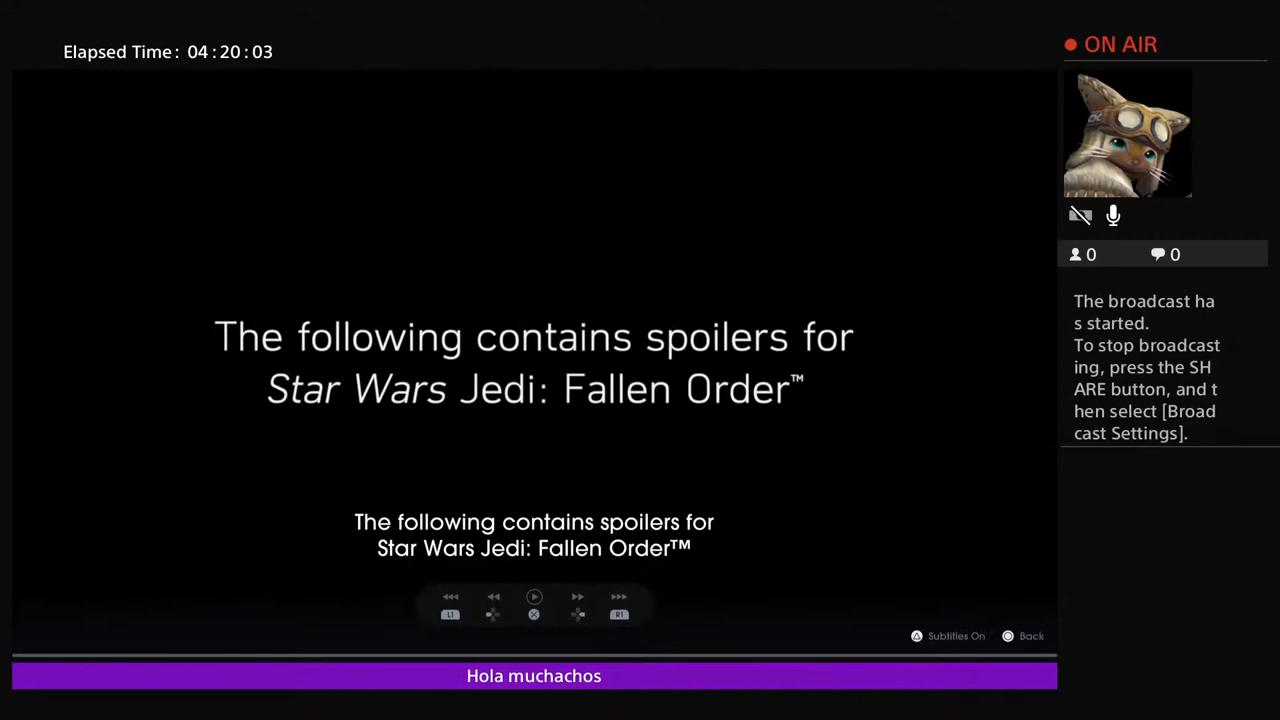 Elapsed Time: 04:20:03
ON AIR
0 0
The broadcast ha
s started.
To stop broadcast
ing, press the SH
ARE button, and t
hen select [Broad
cast Settings].
The following contains spoilers for
Star Wars Jedi: Fallen Order™
The following contains spoilers for
Star Wars Jedi: Fallen Order™
L1 R1
Subtitles On Back
Hola muchachos